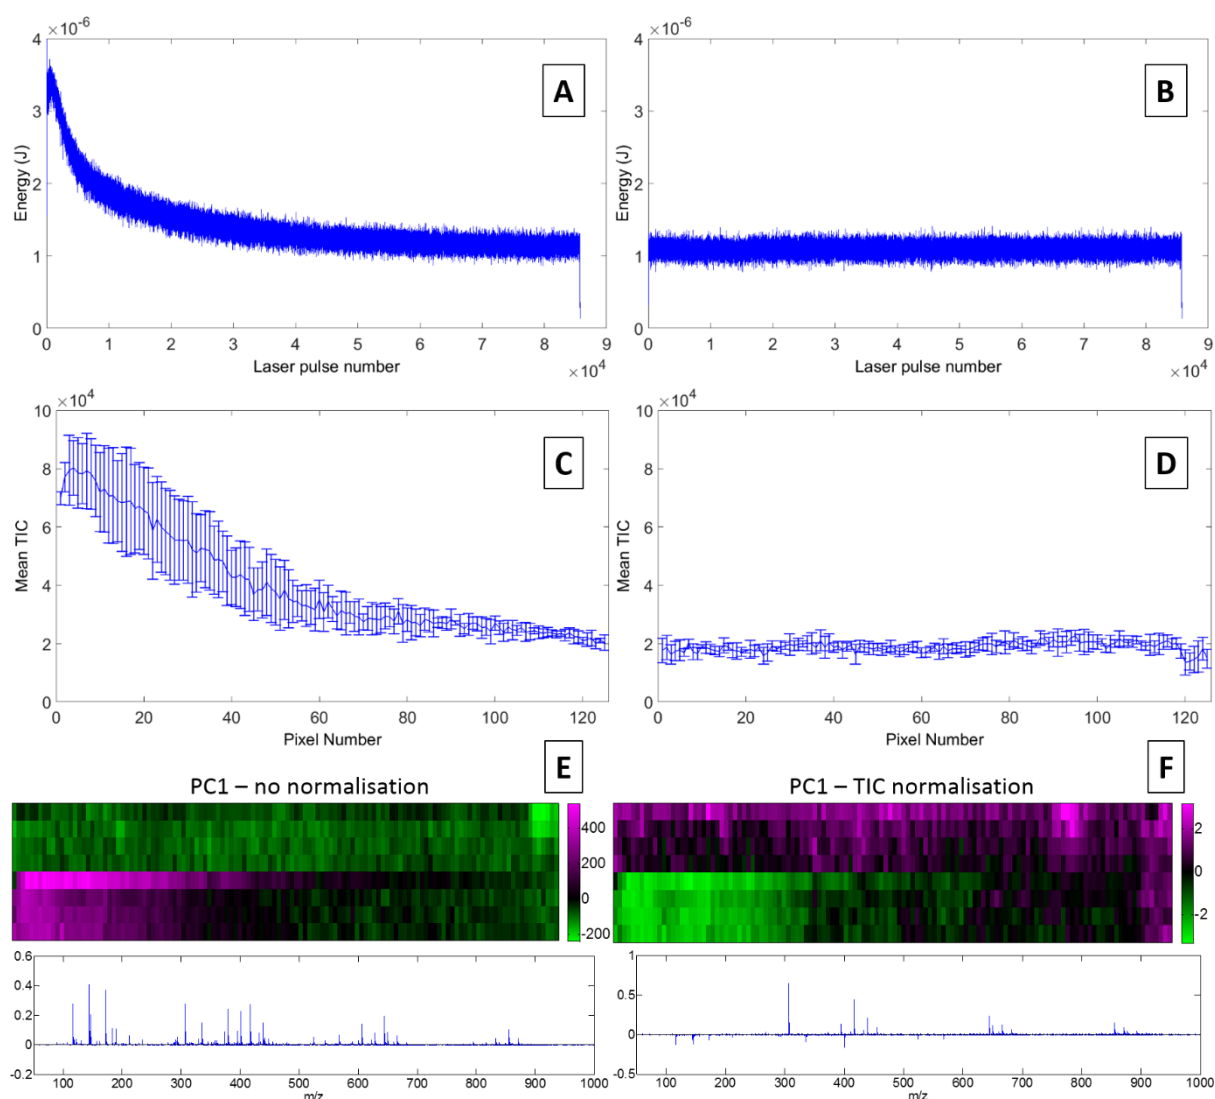 ×10⁻⁶
4
3
2
1
0
Energy (J)
A
0 1 2 3 4 5 6 7 8 9
Laser pulse number
×10⁴
×10⁻⁶
4
3
2
1
0
Energy (J)
B
0 1 2 3 4 5 6 7 8 9
Laser pulse number
×10⁴
×10⁴
10
8
6
4
2
0
Mean TIC
C
0 20 40 60 80 100 120
Pixel Number
×10⁴
10
8
6
4
2
0
Mean TIC
D
0 20 40 60 80 100 120
Pixel Number
E
PC1 – no normalisation
400
200
0
-200
0.6
0.4
0.2
0
-0.2
100 200 300 400 500 600 700 800 900 1000
m/z
F
PC1 – TIC normalisation
2
0
-2
1
0.5
0
-0.5
100 200 300 400 500 600 700 800 900 1000
m/z